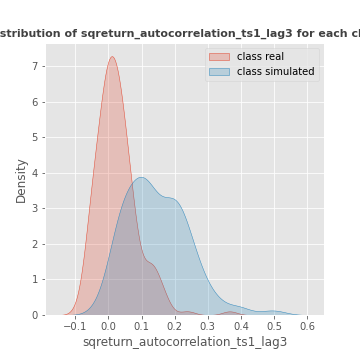 stribution of sqreturn_autocorrelation_ts1_lag3 for each cl
class real
class simulated
7
6
5
4
3
2
1
0
Density
−0.1 0.0 0.1 0.2 0.3 0.4 0.5 0.6
sqreturn_autocorrelation_ts1_lag3